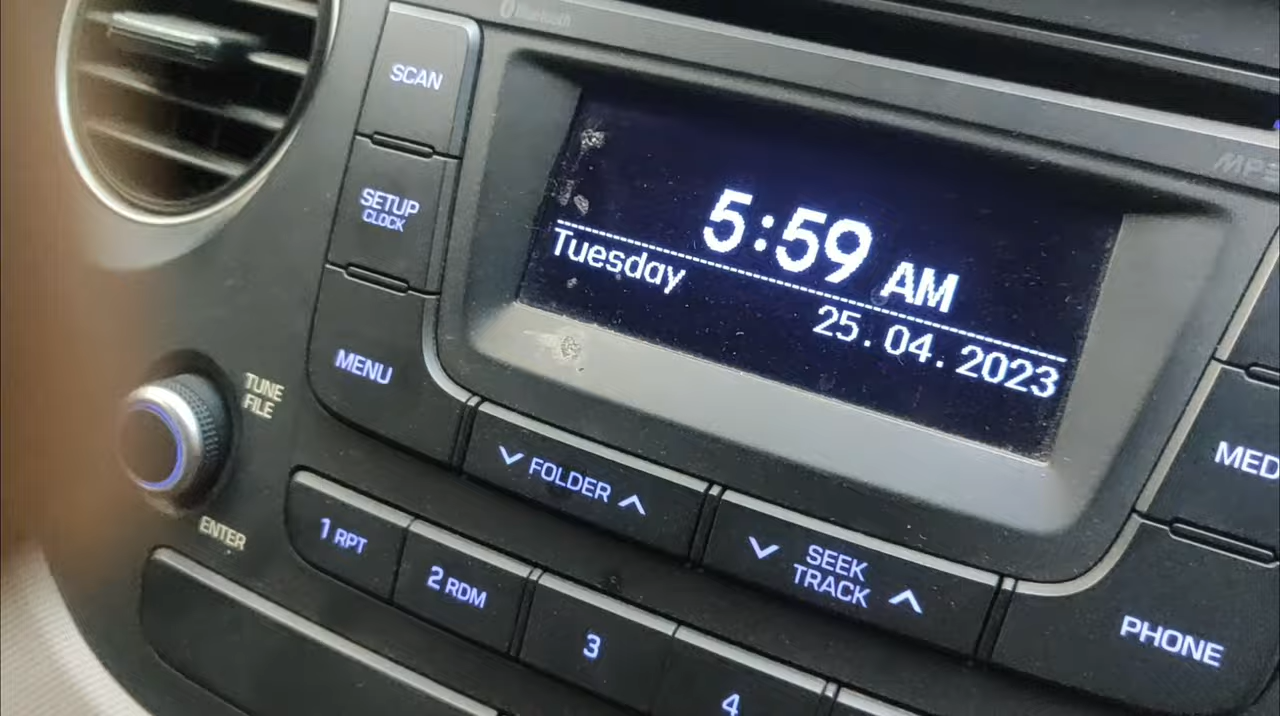 SCAN
SETUP
CLOCK
MENU
TUNE
FILE
ENTER
5:59 AM
Tuesday
25.04.2023
FOLDER
SEEK
TRACK
MED
PHONE
1 RPT
2 RDM
3
4